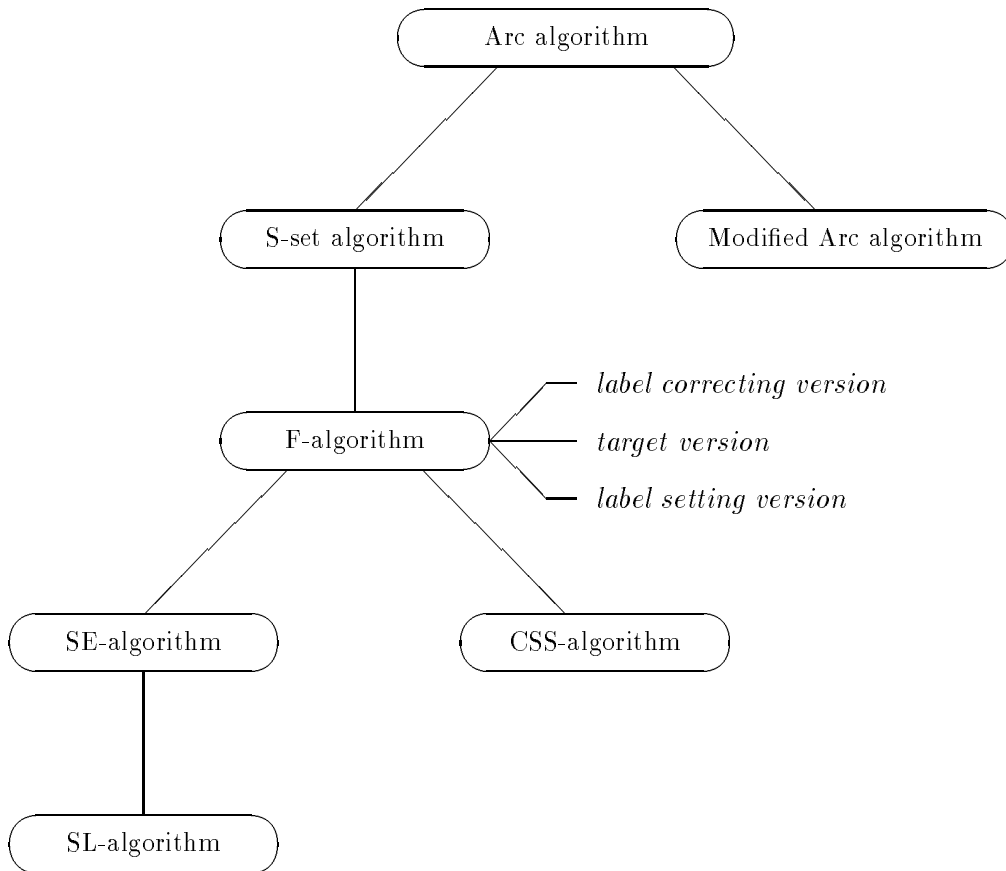 Arc algorithm
S-set algorithm
Modified Arc algorithm
label correcting version
F-algorithm
target version
label setting version
SE-algorithm
CSS-algorithm
SL-algorithm